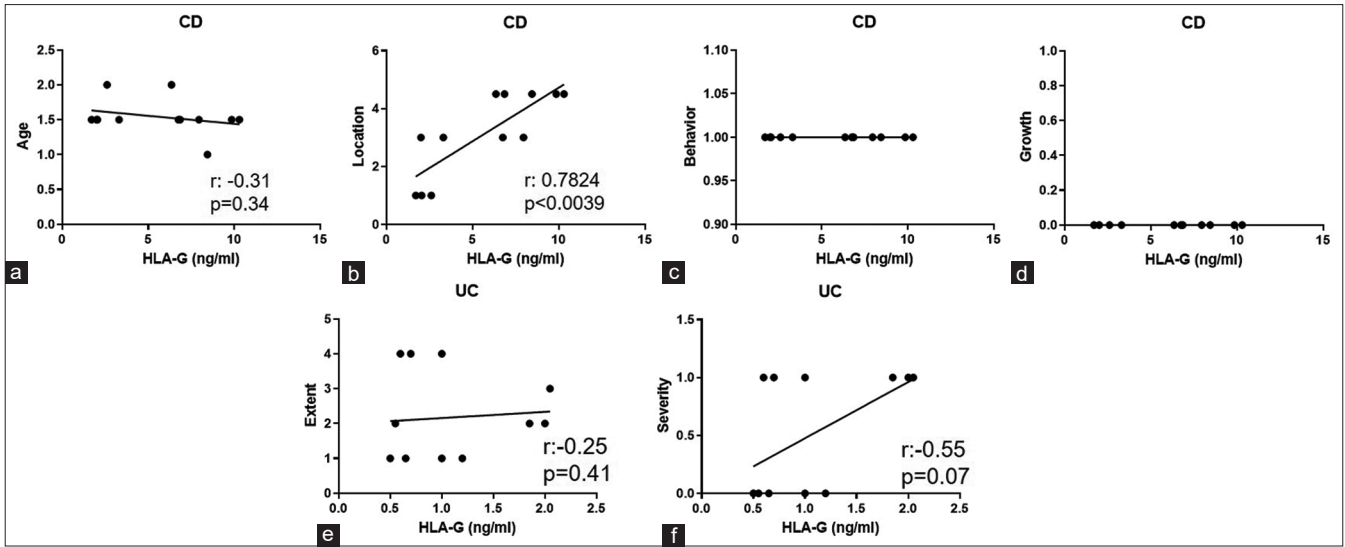 CD
2.5
2.0
1.5
1.0
0.5
0.0
Age
0 5 10 15
HLA-G (ng/ml)
r: -0.31
p=0.34
a
CD
6
4
2
0
Location
0 5 10 15
HLA-G (ng/ml)
r: 0.7824
p<0.0039
b
CD
1.10
1.05
1.00
0.95
0.90
Behavior
0 5 10 15
HLA-G (ng/ml)
c
CD
1.0
0.8
0.6
0.4
0.2
0.0
Growth
0 5 10 15
HLA-G (ng/ml)
d
UC
5
4
3
2
1
0
Extent
0.0 0.5 1.0 1.5 2.0 2.5
HLA-G (ng/ml)
r:-0.25
p=0.41
e
UC
1.5
1.0
0.5
0.0
Severity
0.0 0.5 1.0 1.5 2.0 2.5
HLA-G (ng/ml)
r:-0.55
p=0.07
f